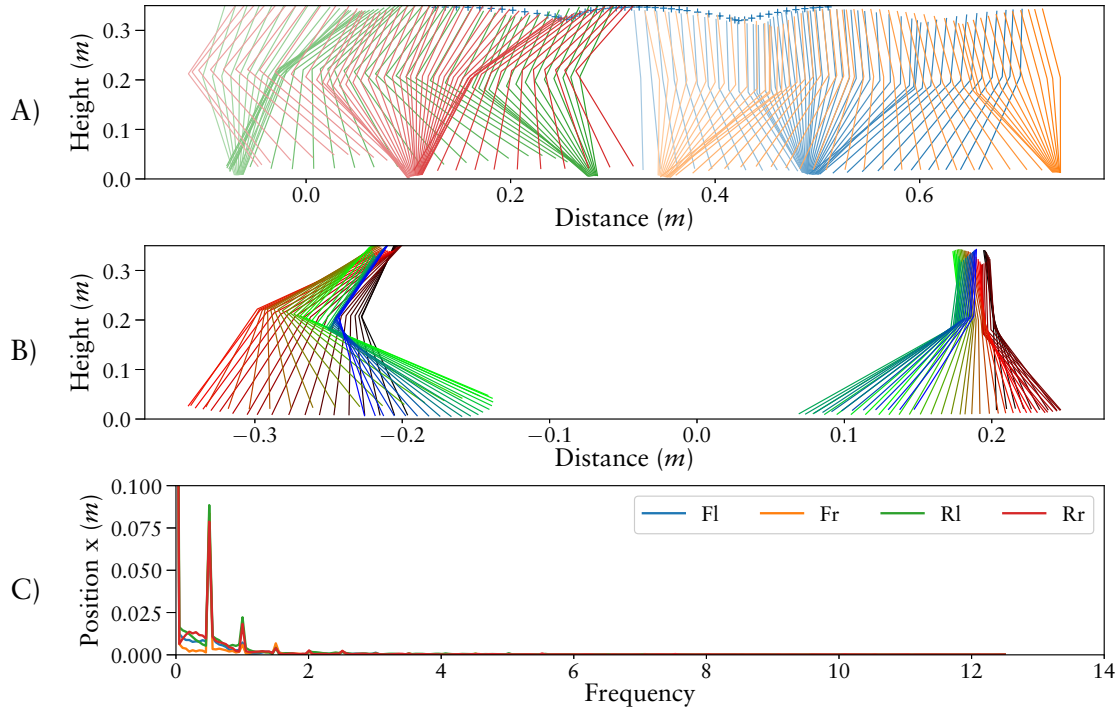 A)
Height (m)
0.3
0.2
0.1
0.0
0.0 0.2 0.4 0.6
Distance (m)
B)
Height (m)
0.3
0.2
0.1
0.0
−0.3 −0.2 −0.1 0.0 0.1 0.2
Distance (m)
C)
Position x (m)
0.100
0.075
0.050
0.025
0.000
Fl Fr Rl Rr
0 2 4 6 8 10 12 14
Frequency